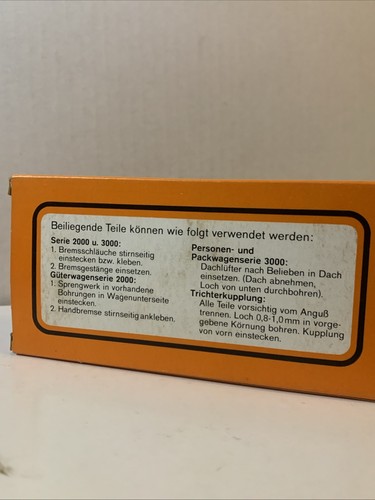 Beiliegende Teile können wie folgt verwendet werden:
Serie 2000 u. 3000:
1. Bremsschläuche stirnseitig
einstecken bzw. kleben.
2. Bremsgestänge einsetzen.
Güterwagenserie 2000:
1. Sprengwerk in vorhandene
Bohrungen in Wagenunterseite
einstecken.
2. Handbremse stirnseitig ankleben.
Personen- und
Packwagenserie 3000:
Dachlüfter nach Belieben in Dach
einsetzen. (Dach abnehmen,
Loch von unten durchbohren).
Trichterkupplung:
Alle Teile vorsichtig vom Anguß
trennen. Loch 0,8-1,0 mm in vorge-
gebene Körnung bohren. Kupplung
von vorn einstecken.